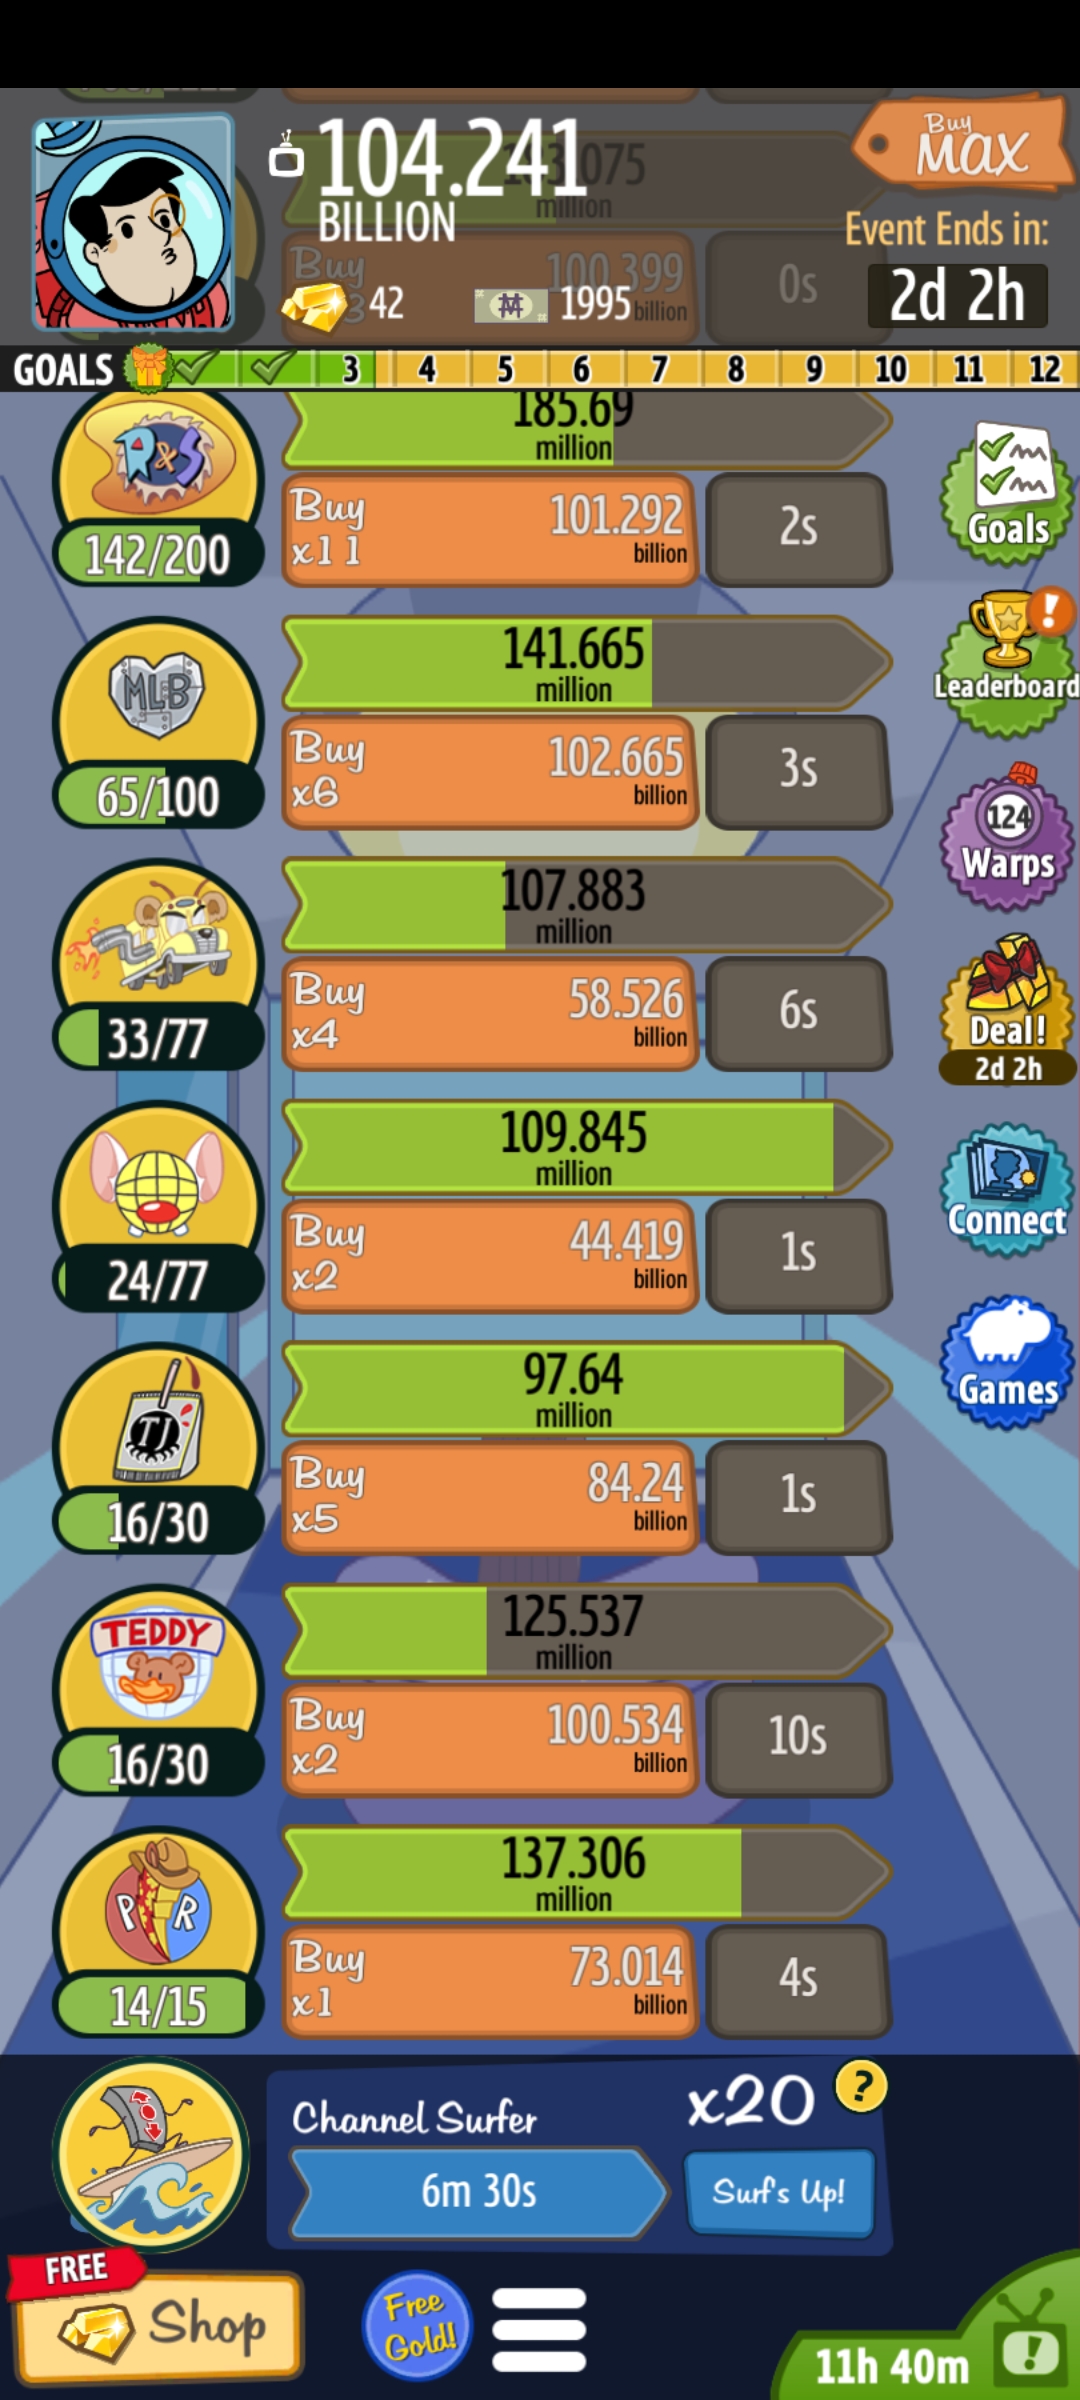 104.241
BILLION
Buy
MAX
Event Ends in:
2d 2h
million
Buy
100.399
billion
0s
42
1995
GOALS 3 4 5 6 7 8 9 10 11 12
R&S
185.69
million
142/200
Buy
x11
101.292
billion
2s
Goals
MLB
141.665
million
65/100
Buy
x6
102.665
billion
3s
!
Leaderboard
124
Warps
107.883
million
33/77
Buy
x4
58.526
billion
6s
Deal!
2d 2h
109.845
million
24/77
Buy
x2
44.419
billion
1s
Connect
TJ
97.64
million
16/30
Buy
x5
84.24
billion
1s
Games
TEDDY
125.537
million
16/30
Buy
x2
100.534
billion
10s
P R
137.306
million
14/15
Buy
x1
73.014
billion
4s
Channel Surfer
x20
?
6m 30s
Surf's Up!
FREE
Shop
Free
Gold!
11h 40m
!